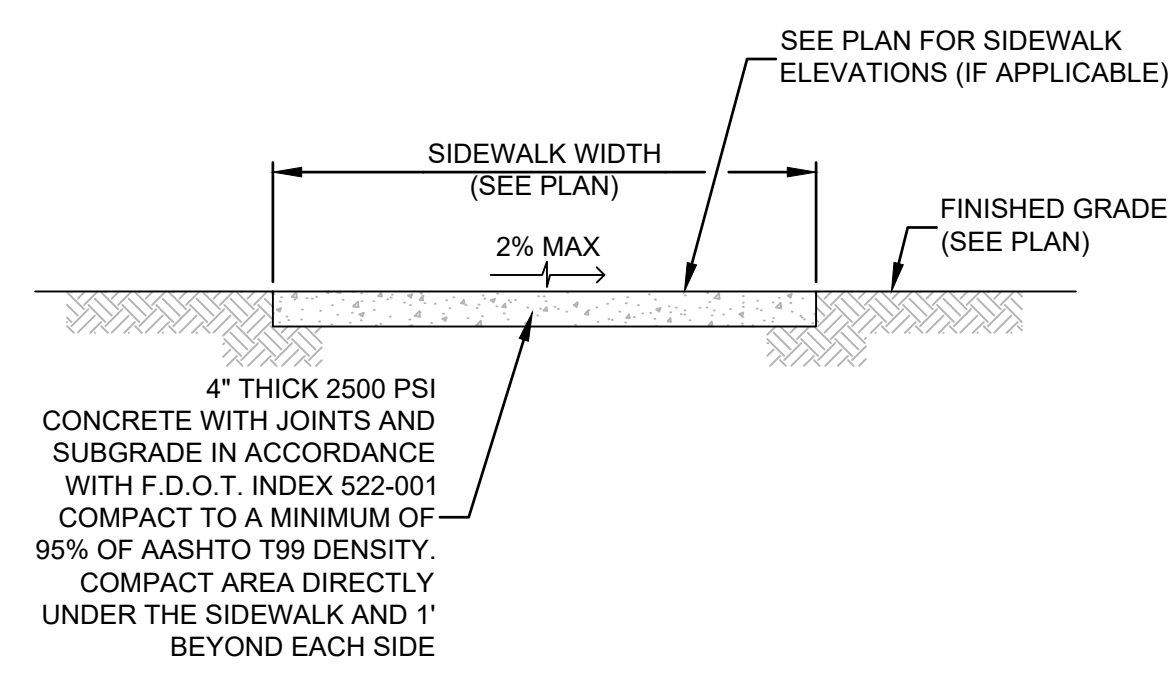 SEE PLAN FOR SIDEWALK
ELEVATIONS (IF APPLICABLE)
SIDEWALK WIDTH
(SEE PLAN)
FINISHED GRADE
(SEE PLAN)
2% MAX
4" THICK 2500 PSI
CONCRETE WITH JOINTS AND
SUBGRADE IN ACCORDANCE
WITH F.D.O.T. INDEX 522-001
COMPACT TO A MINIMUM OF
95% OF AASHTO T99 DENSITY.
COMPACT AREA DIRECTLY
UNDER THE SIDEWALK AND 1'
BEYOND EACH SIDE